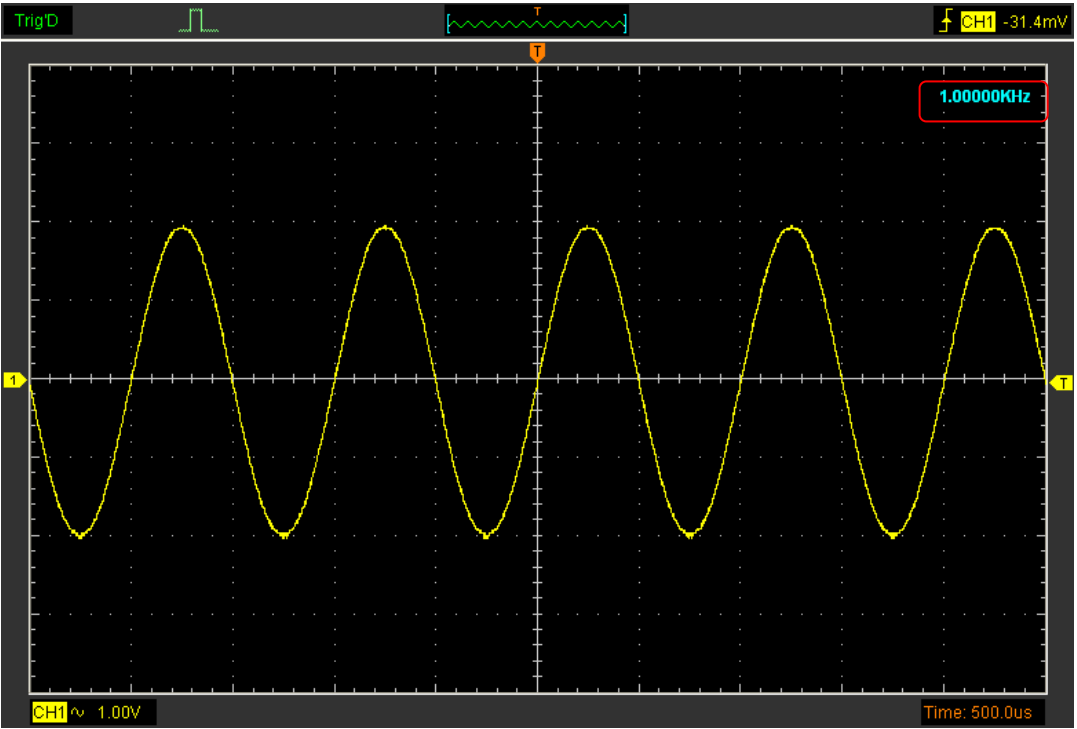 Trig'D
T
CH1 -31.4mV
T
1.00000KHz
1
T
CH1 ~ 1.00V
Time: 500.0us